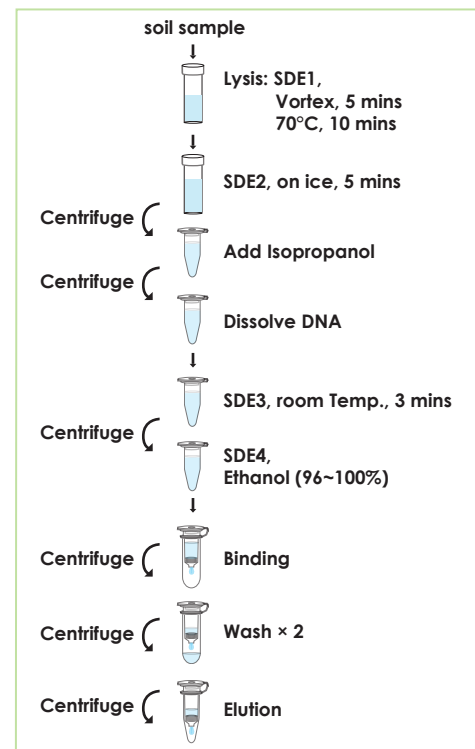 soil sample
Lysis: SDE1,
Vortex, 5 mins
70°C, 10 mins
SDE2, on ice, 5 mins
Centrifuge
Add Isopropanol
Centrifuge
Dissolve DNA
SDE3, room Temp., 3 mins
Centrifuge
SDE4,
Ethanol (96~100%)
Centrifuge
Binding
Centrifuge
Wash × 2
Centrifuge
Elution